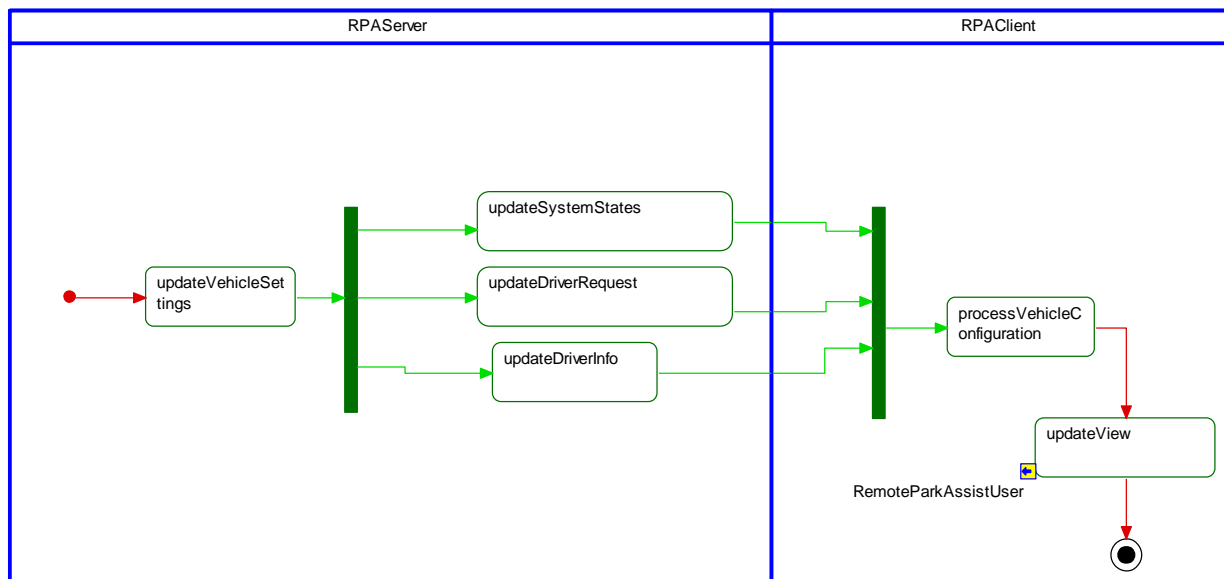 RPAServer
RPAClient
updateSystemStates
updateVehicleSet
tings
updateDriverRequest
updateDriverInfo
processVehicleC
onfiguration
updateView
RemoteParkAssistUser